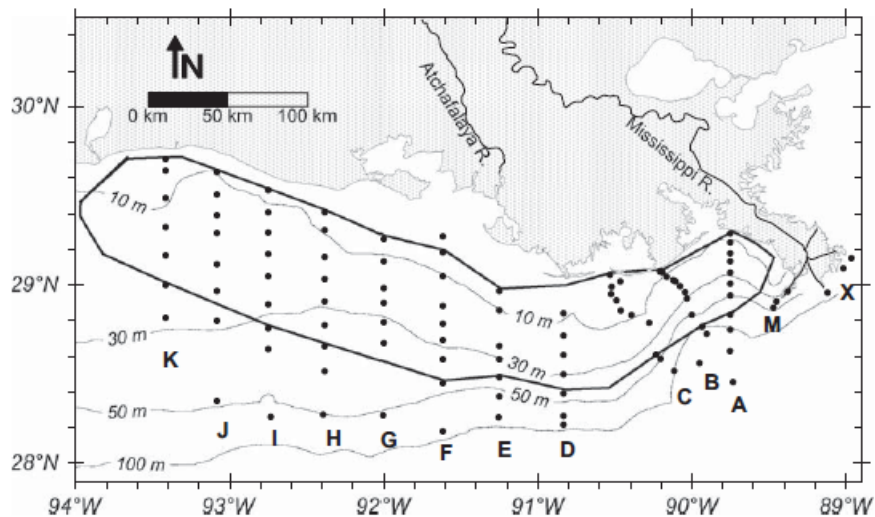 N
0 km 50 km 100 km
Atchafalaya R.
Mississippi R.
30°N
29°N
28°N
10 m
10 m
30 m
30 m
50 m
50 m
100 m
K
J
I
H
G
F
E
D
C
B
A
M
X
94°W 93°W 92°W 91°W 90°W 89°W